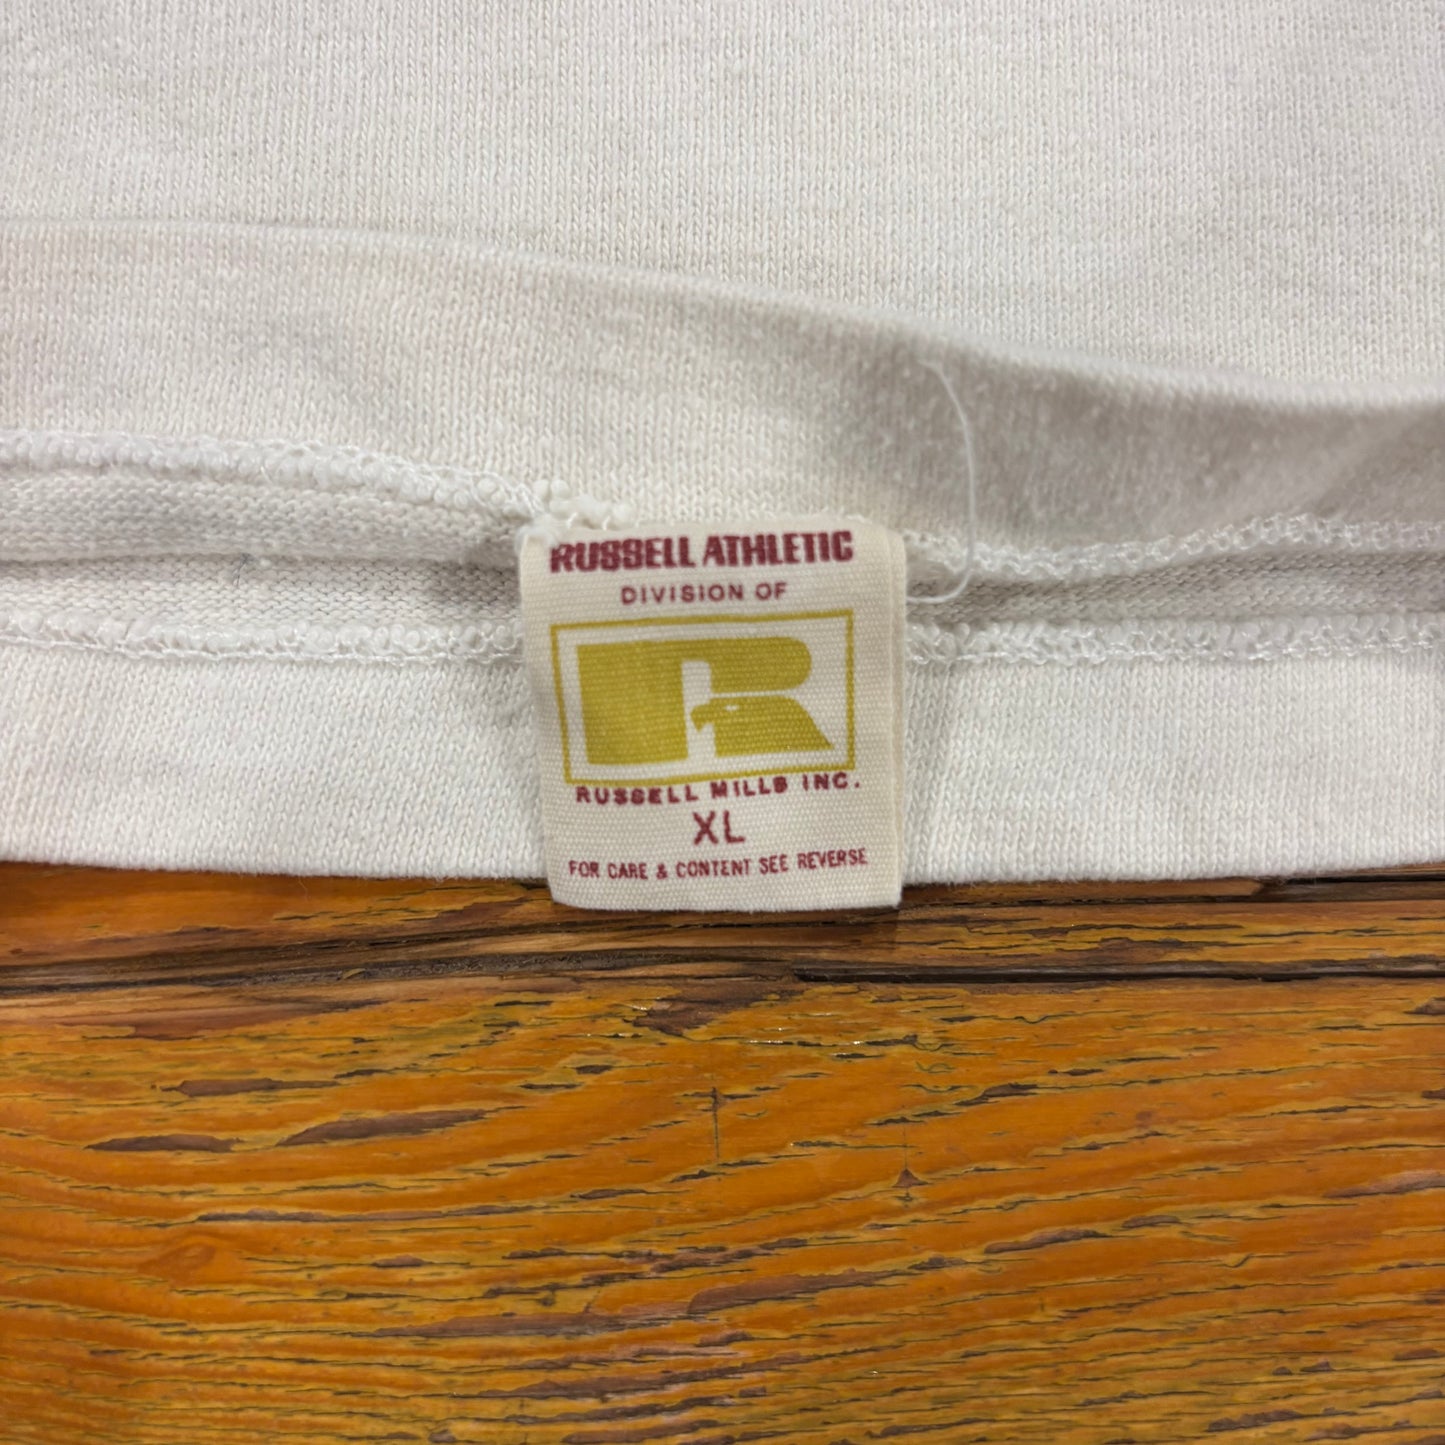 RUSSELL ATHLETIC
DIVISION OF
R
RUSSELL MILLS INC.
XL
FOR CARE & CONTENT SEE REVERSE